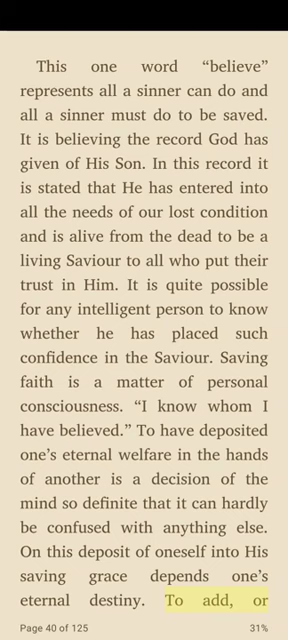 This one word “believe”
represents all a sinner can do and
all a sinner must do to be saved.
It is believing the record God has
given of His Son. In this record it
is stated that He has entered into
all the needs of our lost condition
and is alive from the dead to be a
living Saviour to all who put their
trust in Him. It is quite possible
for any intelligent person to know
whether he has placed such
confidence in the Saviour. Saving
faith is a matter of personal
consciousness. “I know whom I
have believed.” To have deposited
one’s eternal welfare in the hands
of another is a decision of the
mind so definite that it can hardly
be confused with anything else.
On this deposit of oneself into His
saving grace depends one’s
eternal destiny. To add, or
Page 40 of 125 31%